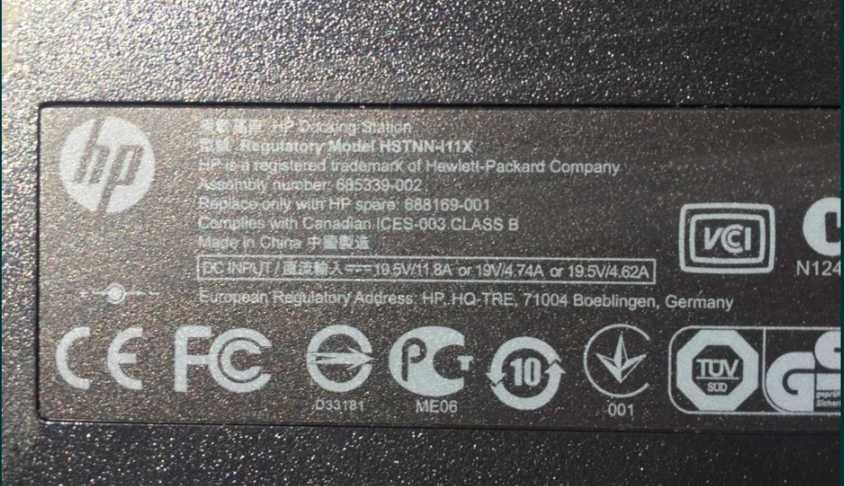 hp
HP Docking Station
Regulatory Model HSTNN-I11X
HP is a registered trademark of Hewlett-Packard Company
Assembly number: 685339-002
Replace only with HP spare: 688169-001
Complies with Canadian ICES-003 CLASS B
Made in China 中國製造
DC INPUT / 直流輸入 ⎓ 19.5V/11.8A or 19V/4.74A or 19.5V/4.62A
European Regulatory Address: HP, HQ-TRE, 71004 Boeblingen, Germany
VCI
N124
CE FC D33181 ME06 10 001 TÜV SÜD GS